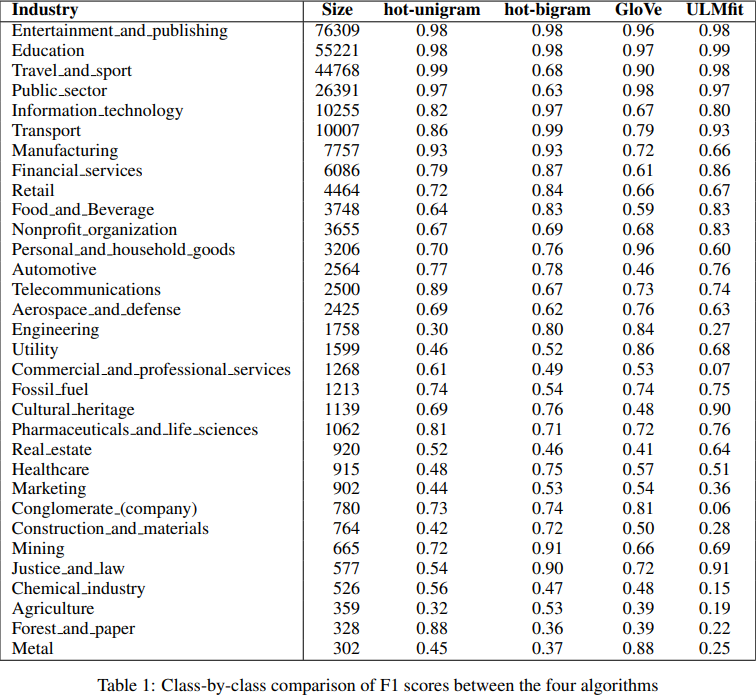 Industry Size hot-unigram hot-bigram GloVe ULMfit
Entertainment_and_publishing 76309 0.98 0.98 0.96 0.98
Education 55221 0.98 0.98 0.97 0.99
Travel_and_sport 44768 0.99 0.68 0.90 0.98
Public_sector 26391 0.97 0.63 0.98 0.97
Information_technology 10255 0.82 0.97 0.67 0.80
Transport 10007 0.86 0.99 0.79 0.93
Manufacturing 7757 0.93 0.93 0.72 0.66
Financial_services 6086 0.79 0.87 0.61 0.86
Retail 4464 0.72 0.84 0.66 0.67
Food_and_Beverage 3748 0.64 0.83 0.59 0.83
Nonprofit_organization 3655 0.67 0.69 0.68 0.83
Personal_and_household_goods 3206 0.70 0.76 0.96 0.60
Automotive 2564 0.77 0.78 0.46 0.76
Telecommunications 2500 0.89 0.67 0.73 0.74
Aerospace_and_defense 2425 0.69 0.62 0.76 0.63
Engineering 1758 0.30 0.80 0.84 0.27
Utility 1599 0.46 0.52 0.86 0.68
Commercial_and_professional_services 1268 0.61 0.49 0.53 0.07
Fossil_fuel 1213 0.74 0.54 0.74 0.75
Cultural_heritage 1139 0.69 0.76 0.48 0.90
Pharmaceuticals_and_life_sciences 1062 0.81 0.71 0.72 0.76
Real_estate 920 0.52 0.46 0.41 0.64
Healthcare 915 0.48 0.75 0.57 0.51
Marketing 902 0.44 0.53 0.54 0.36
Conglomerate_(company) 780 0.73 0.74 0.81 0.06
Construction_and_materials 764 0.42 0.72 0.50 0.28
Mining 665 0.72 0.91 0.66 0.69
Justice_and_law 577 0.54 0.90 0.72 0.91
Chemical_industry 526 0.56 0.47 0.48 0.15
Agriculture 359 0.32 0.53 0.39 0.19
Forest_and_paper 328 0.88 0.36 0.39 0.22
Metal 302 0.45 0.37 0.88 0.25
Table 1: Class-by-class comparison of F1 scores between the four algorithms